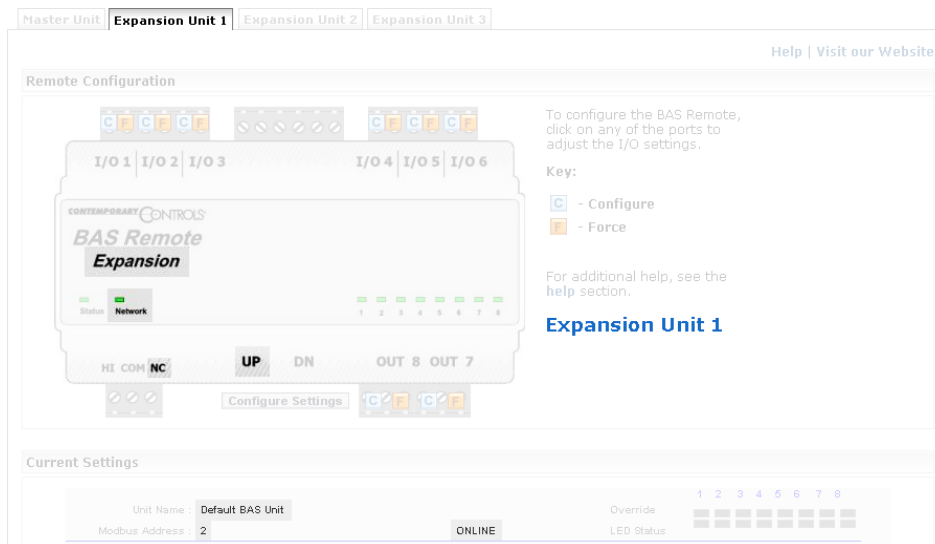 Master Unit Expansion Unit 1 Expansion Unit 2 Expansion Unit 3
Help | Visit our Website
Remote Configuration
C F C F C F C F C F C F
I/O 1 I/O 2 I/O 3 I/O 4 I/O 5 I/O 6
To configure the BAS Remote,
click on any of the ports to
adjust the I/O settings.
Key:
C - Configure
F - Force
CONTEMPORARY CONTROLS
BAS Remote
Expansion
For additional help, see the
help section.
Status Network 1 2 3 4 5 6 7 8
Expansion Unit 1
HI COM NC UP DN OUT 8 OUT 7
Configure Settings C F C F
Current Settings
1 2 3 4 5 6 7 8
Unit Name : Default BAS Unit Override
Modbus Address : 2 ONLINE LED Status